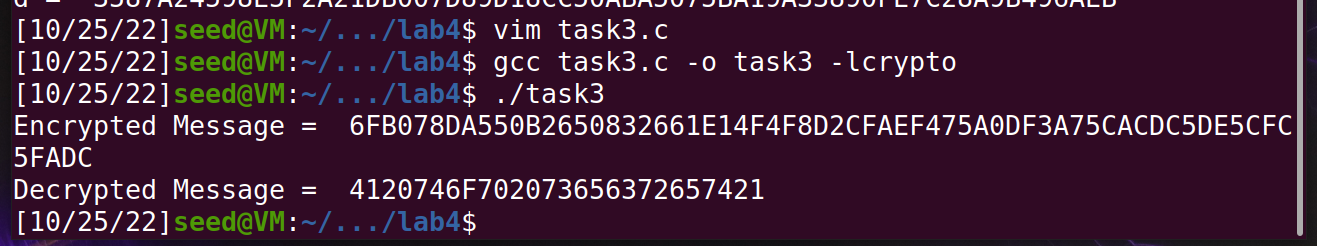 [10/25/22]seed@VM:~/.../lab4$ vim task3.c
[10/25/22]seed@VM:~/.../lab4$ gcc task3.c -o task3 -lcrypto
[10/25/22]seed@VM:~/.../lab4$ ./task3
Encrypted Message =  6FB078DA550B2650832661E14F4F8D2CFAEF475A0DF3A75CACDC5DE5CFC
5FADC
Decrypted Message =  4120746F702073656372657421
[10/25/22]seed@VM:~/.../lab4$